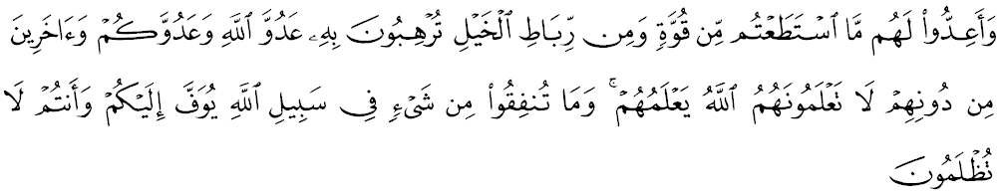 وَأَعِدُّوا۟ لَهُم مَّا ٱسْتَطَعْتُم مِّن قُوَّةٍ وَمِن رِّبَاطِ ٱلْخَيْلِ تُرْهِبُونَ بِهِۦ عَدُوَّ ٱللَّهِ وَعَدُوَّكُمْ وَءَاخَرِينَ
مِن دُونِهِمْ لَا تَعْلَمُونَهُمُ ٱللَّهُ يَعْلَمُهُمْ ۚ وَمَا تُنفِقُوا۟ مِن شَىْءٍ فِى سَبِيلِ ٱللَّهِ يُوَفَّ إِلَيْكُمْ وَأَنتُمْ لَا
تُظْلَمُونَ